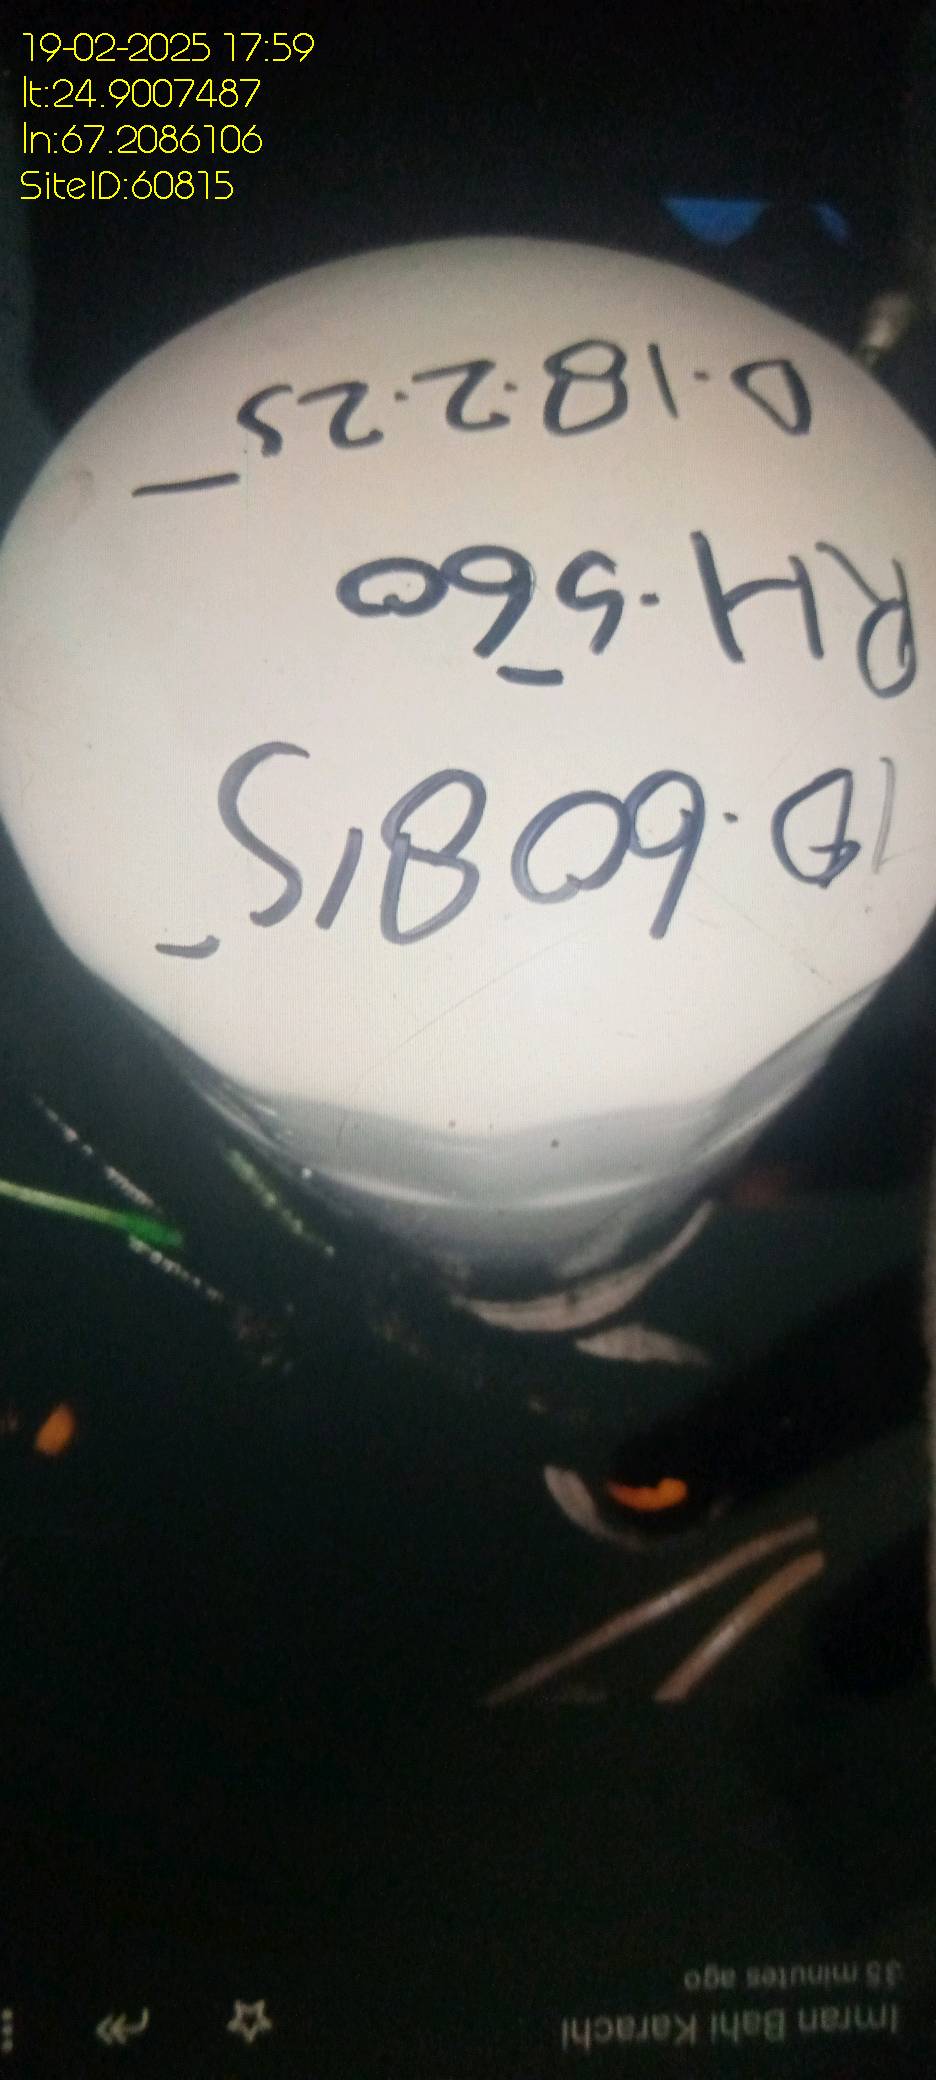 19-02-2025 17:59
lt:24.9007487
ln:67.2086106
SiteID:60815
Imran Bahi Karachi
35 minutes ago
ID.60815
RH.560
D.18.2.25